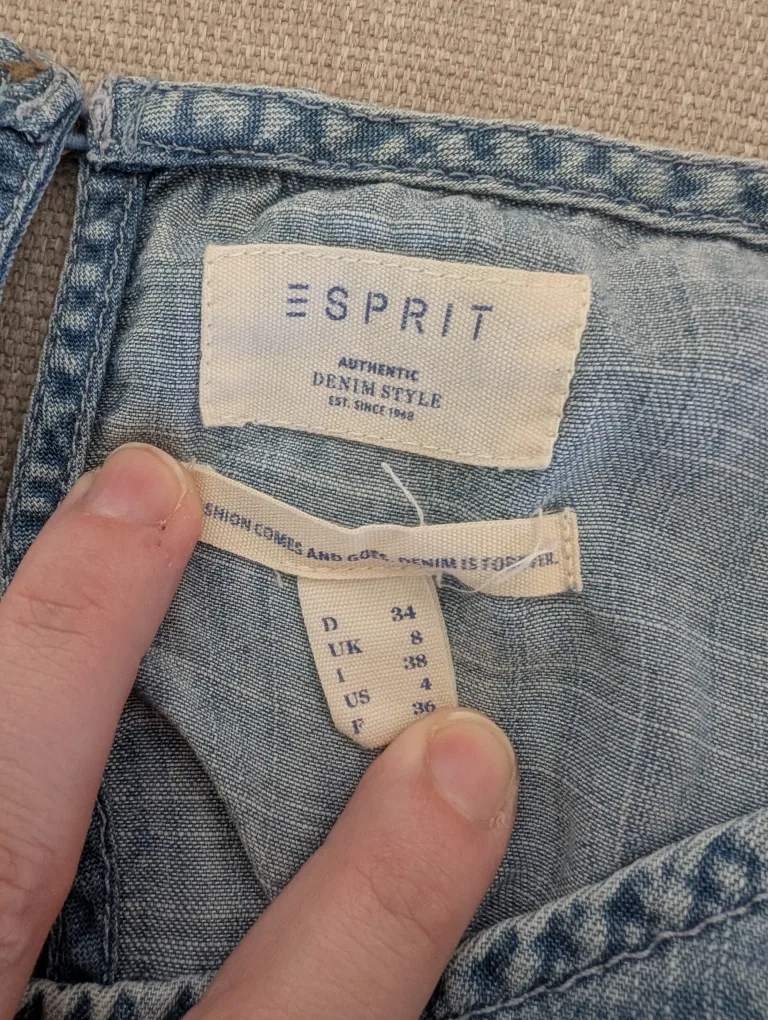 ESPRIT
AUTHENTIC
DENIM STYLE
EST. SINCE 1968
SHION COMES AND GOES. DENIM IS FOREVER.
D 34
UK 8
I 38
US 4
F 36